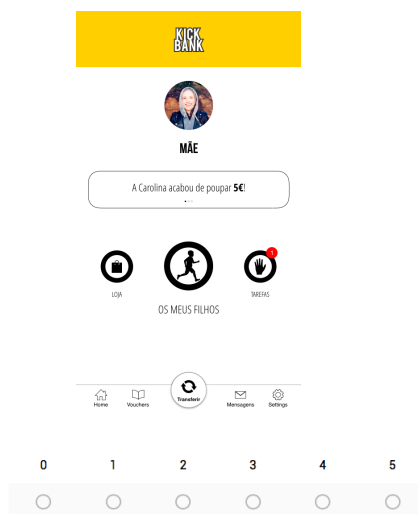 KICK
BANK
MÃE
A Carolina acabou de poupar 5€!
1
LOJA
TAREFAS
OS MEUS FILHOS
Home
Vouchers
Transferir
Mensagens
Settings
0 1 2 3 4 5